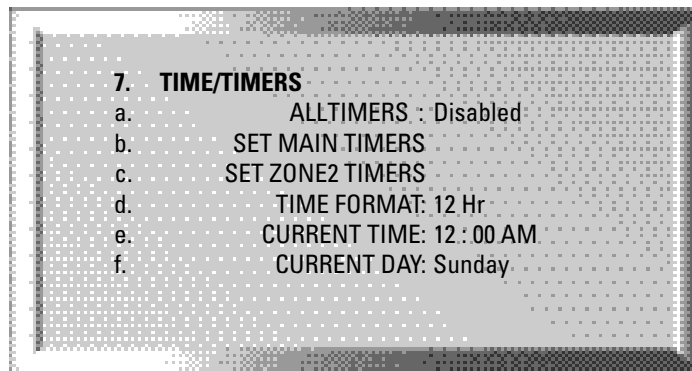 7. TIME/TIMERS
a. ALLTIMERS : Disabled
b. SET MAIN TIMERS
c. SET ZONE2 TIMERS
d. TIME FORMAT: 12 Hr
e. CURRENT TIME: 12 : 00 AM
f. CURRENT DAY: Sunday